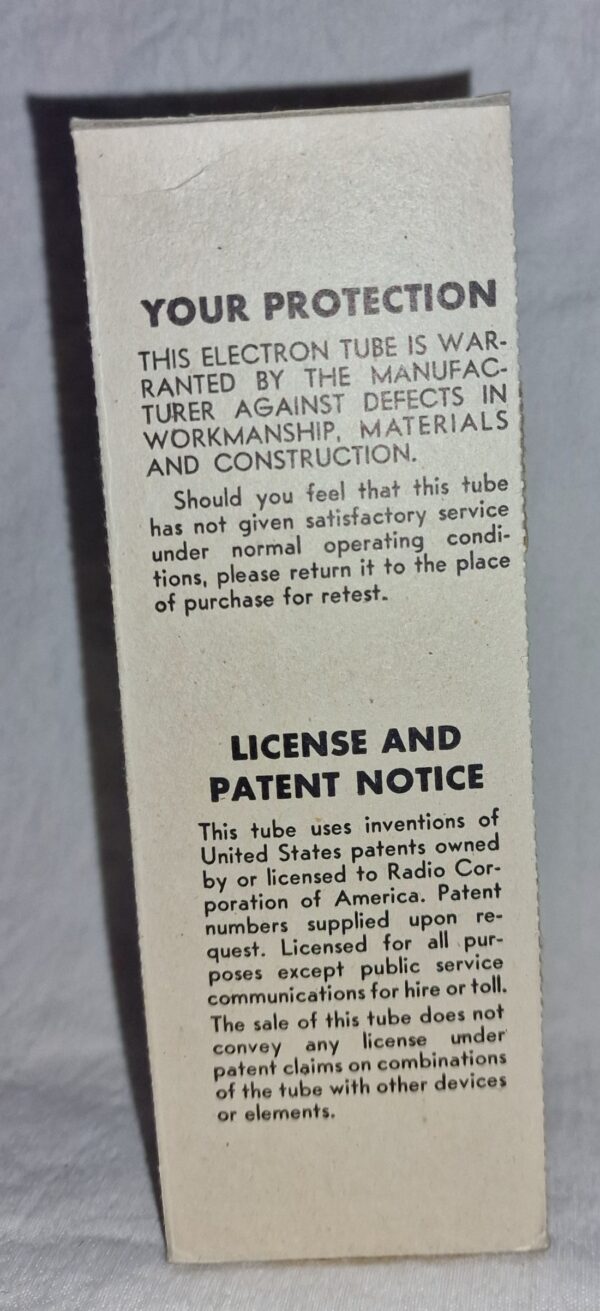 YOUR PROTECTION
THIS ELECTRON TUBE IS WAR-
RANTED BY THE MANUFAC-
TURER AGAINST DEFECTS IN
WORKMANSHIP, MATERIALS
AND CONSTRUCTION.
Should you feel that this tube
has not given satisfactory service
under normal operating condi-
tions, please return it to the place
of purchase for retest.
LICENSE AND
PATENT NOTICE
This tube uses inventions of
United States patents owned
by or licensed to Radio Cor-
poration of America. Patent
numbers supplied upon re-
quest. Licensed for all pur-
poses except public service
communications for hire or toll.
The sale of this tube does not
convey any license under
patent claims on combinations
of the tube with other devices
or elements.